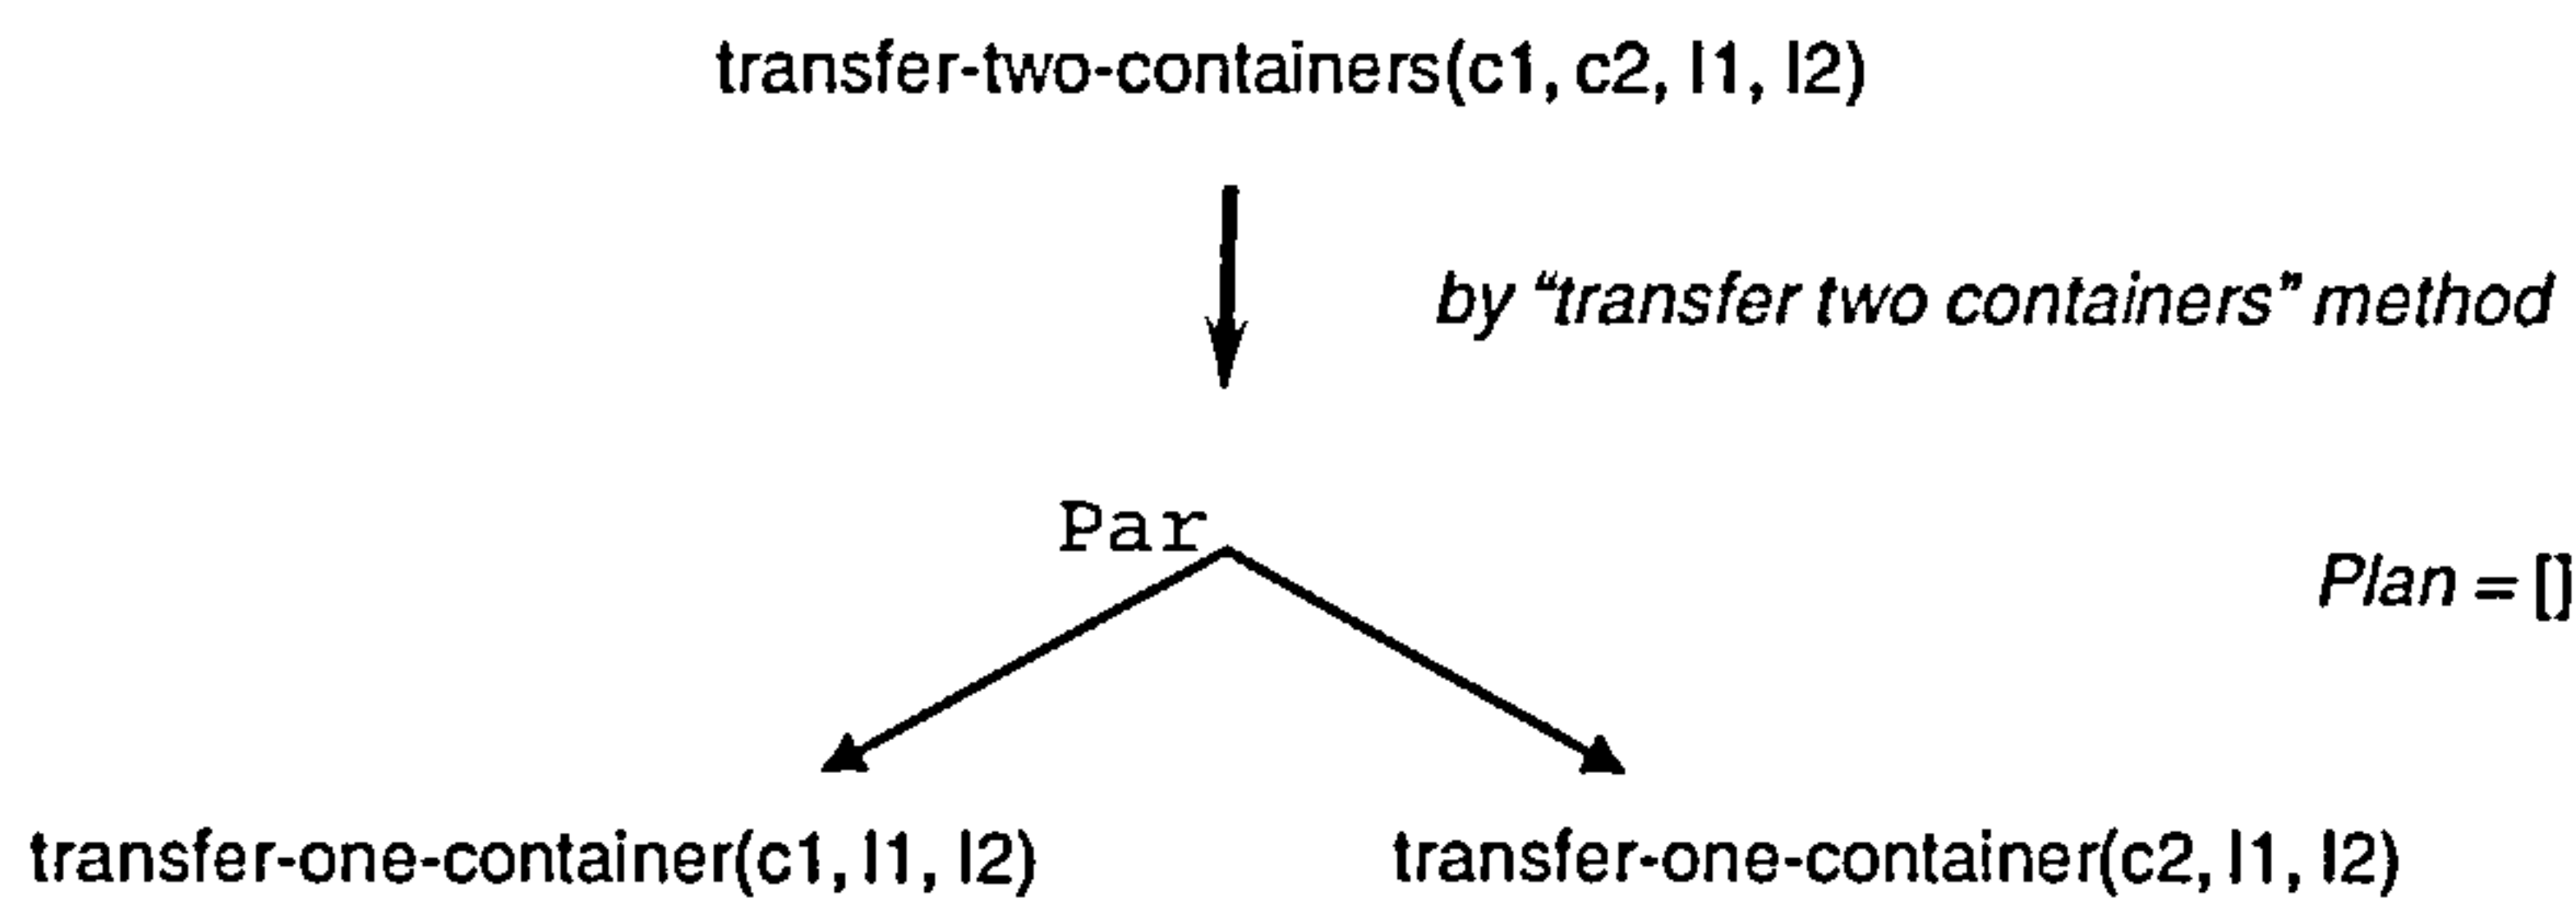 transfer-two-containers(c1, c2, l1, l2)
by “transfer two containers” method
Par
Plan = []
transfer-one-container(c1, l1, l2)
transfer-one-container(c2, l1, l2)